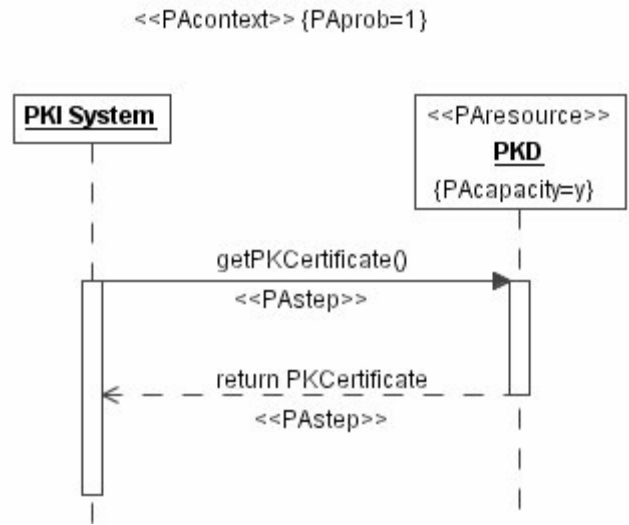 <<PAcontext>> {PAprob=1}
PKI System
<<PAresource>>
PKD
{PAcapacity=y}
getPKCertificate()
<<PAstep>>
return PKCertificate
<<PAstep>>